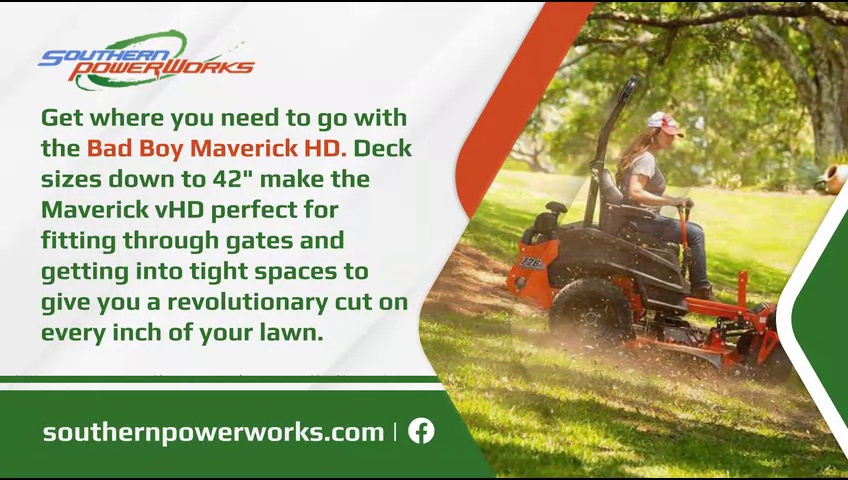 SOUTHERN
POWERWORKS
Get where you need to go with
the Bad Boy Maverick HD. Deck
sizes down to 42" make the
Maverick vHD perfect for
fitting through gates and
getting into tight spaces to
give you a revolutionary cut on
every inch of your lawn.
southernpowerworks.com |